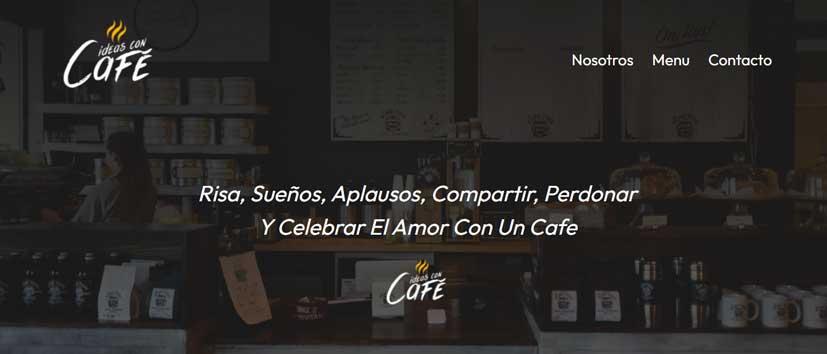 ideas con
Café
Nosotros Menu Contacto
Risa, Sueños, Aplausos, Compartir, Perdonar
Y Celebrar El Amor Con Un Cafe
ideas con
Café